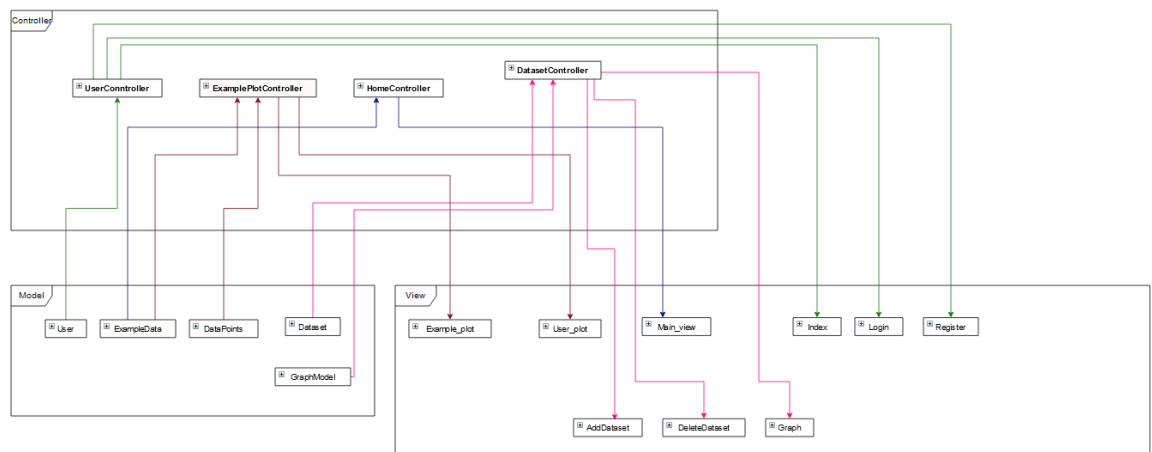 Controller
DatasetController
UserConntroller
ExamplePlotController
HomeController
Model
View
User
ExampleData
DataPoints
Dataset
Example_plot
User_plot
Main_view
Index
Login
Register
GraphModel
AddDataset
DeleteDataset
Graph